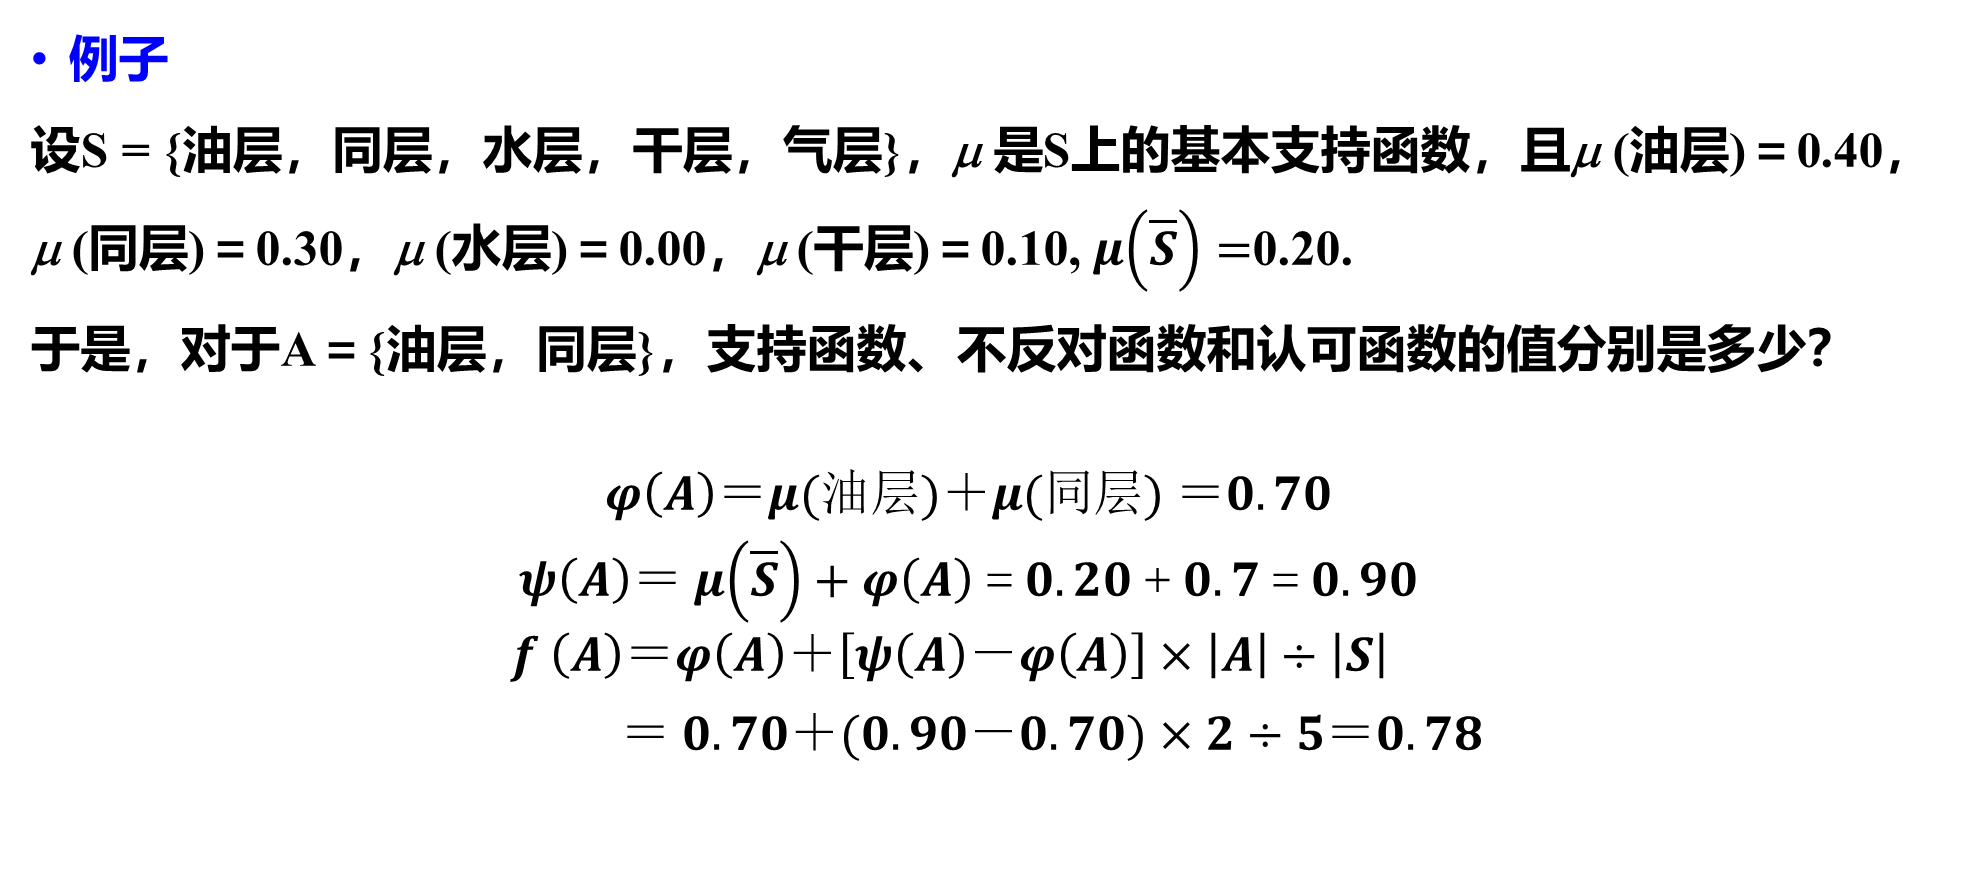 • 例子
设S = {油层，同层，水层，干层，气层}，μ 是S上的基本支持函数，且μ (油层) = 0.40，
μ (同层) = 0.30，μ (水层) = 0.00，μ (干层) = 0.10, μ(S̅) =0.20.
于是，对于A = {油层，同层}，支持函数、不反对函数和认可函数的值分别是多少？
φ(A)＝μ(油层)＋μ(同层) ＝0.70
ψ(A)＝ μ(S̅) + φ(A) = 0.20 + 0.7 = 0.90
f (A)＝φ(A)＋[ψ(A)－φ(A)] × |A| ÷ |S|
＝ 0.70＋(0.90－0.70) × 2 ÷ 5＝0.78